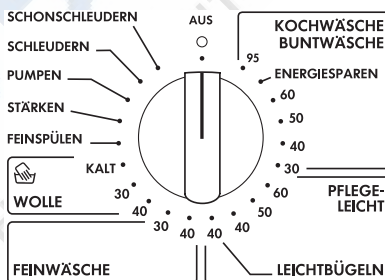 SCHONSCHLEUDERN
AUS
KOCHWÄSCHE
BUNTWÄSCHE
SCHLEUDERN
95
ENERGIESPAREN
PUMPEN
60
STÄRKEN
50
FEINSPÜLEN
40
KALT
30
30
60
PFLEGE-
LEICHT
WOLLE
40
50
30
40
40
40
FEINWÄSCHE
LEICHTBÜGELN